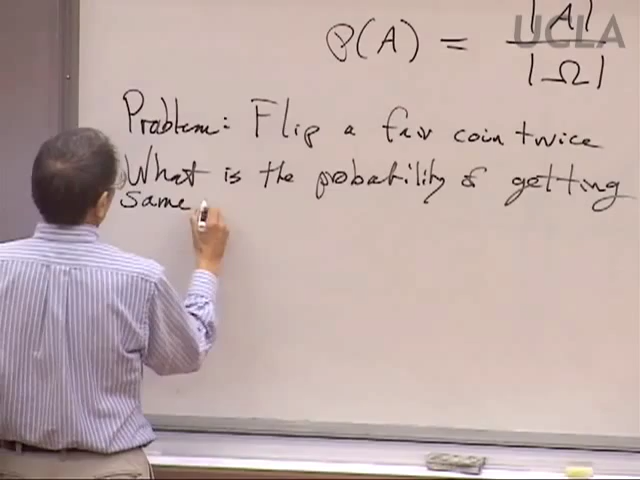 UCLA
P(A) = |A| / |Ω|
Problem: Flip a fair coin twice
What is the probability of getting
same